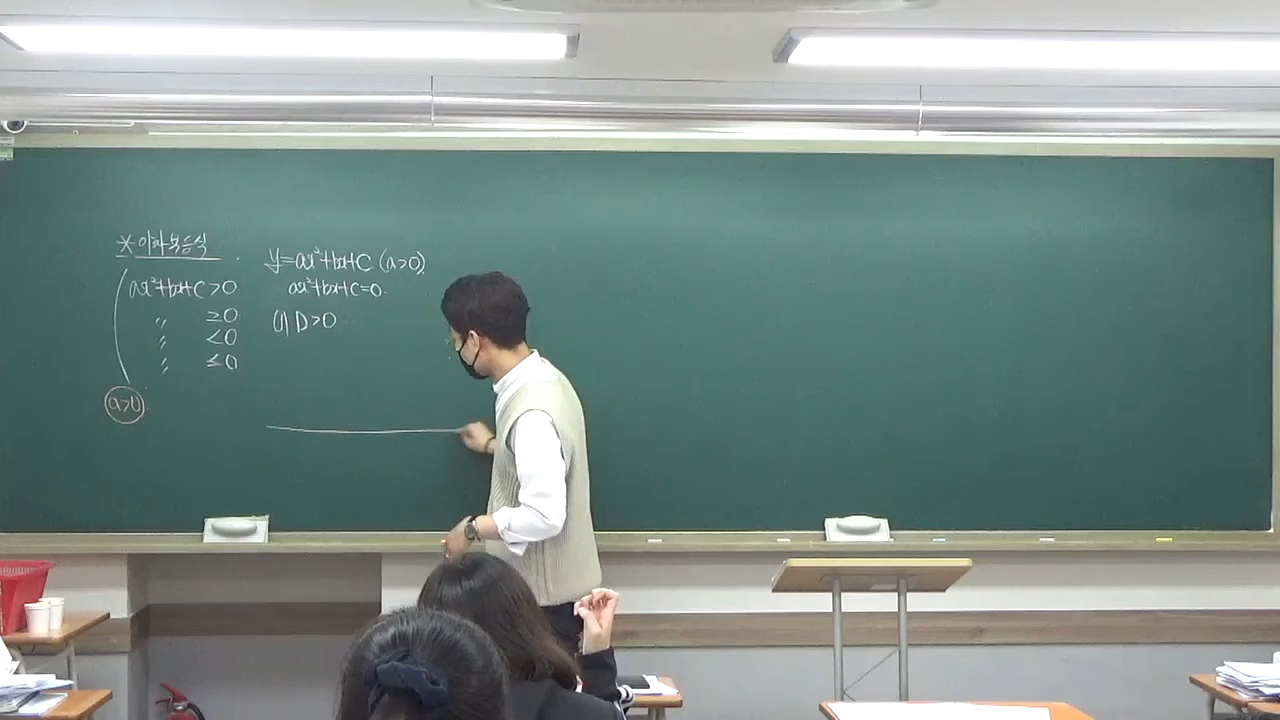 * 이차부등식
ax²+bx+c>0
〃 ≥0
〃 <0
〃 ≤0
a>0
y=ax²+bx+c (a>0)
ax²+bx+c=0
(1) D>0